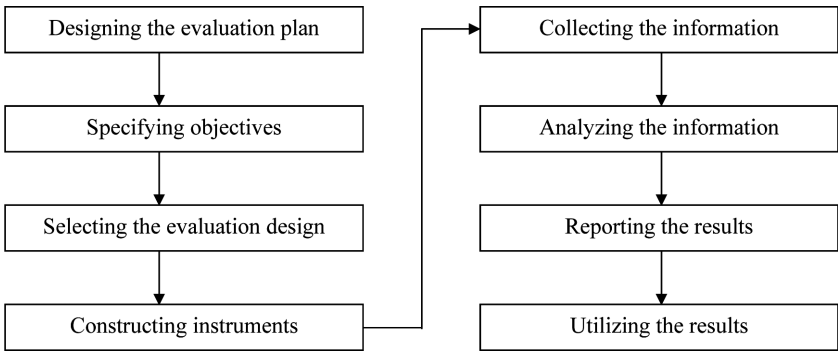 Designing the evaluation plan
Specifying objectives
Selecting the evaluation design
Constructing instruments
Collecting the information
Analyzing the information
Reporting the results
Utilizing the results